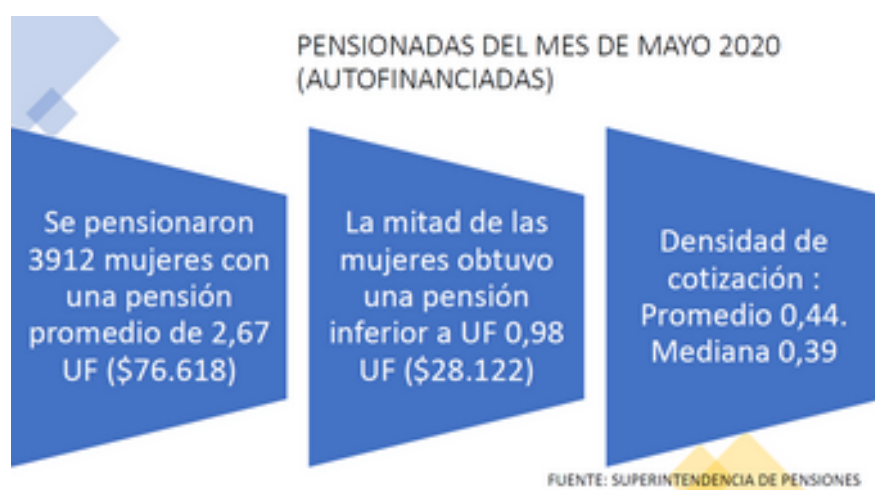 PENSIONADAS DEL MES DE MAYO 2020
(AUTOFINANCIADAS)
Se pensionaron
3912 mujeres con
una pensión
promedio de 2,67
UF ($76.618)
La mitad de las
mujeres obtuvo
una pensión
inferior a UF 0,98
UF ($28.122)
Densidad de
cotización :
Promedio 0,44.
Mediana 0,39
FUENTE: SUPERINTENDENCIA DE PENSIONES